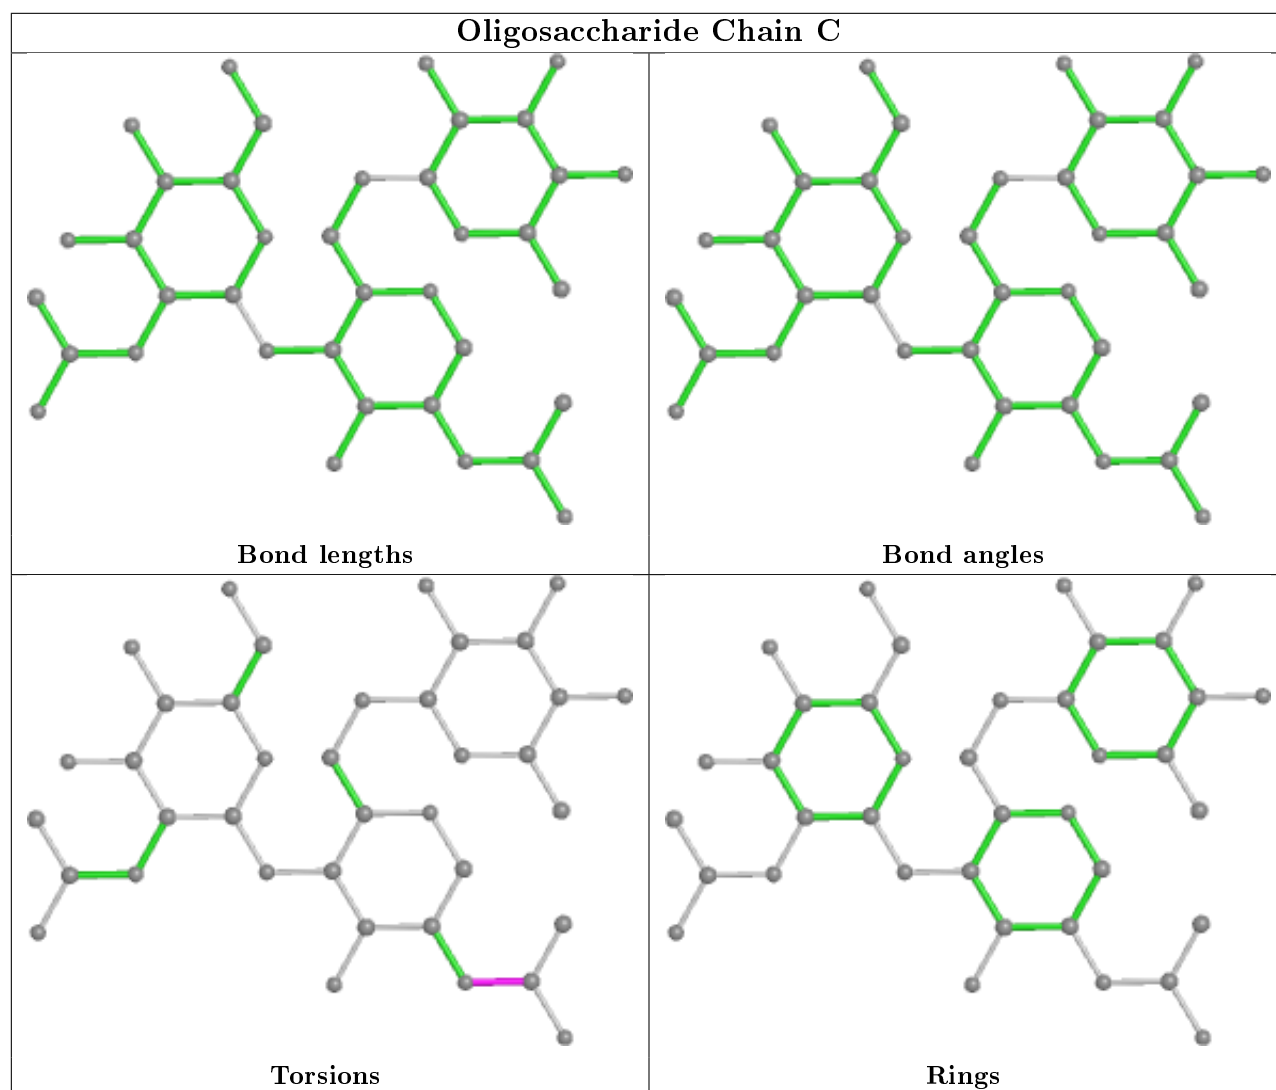 Oligosaccharide Chain C
Bond lengths
Bond angles
Torsions
Rings